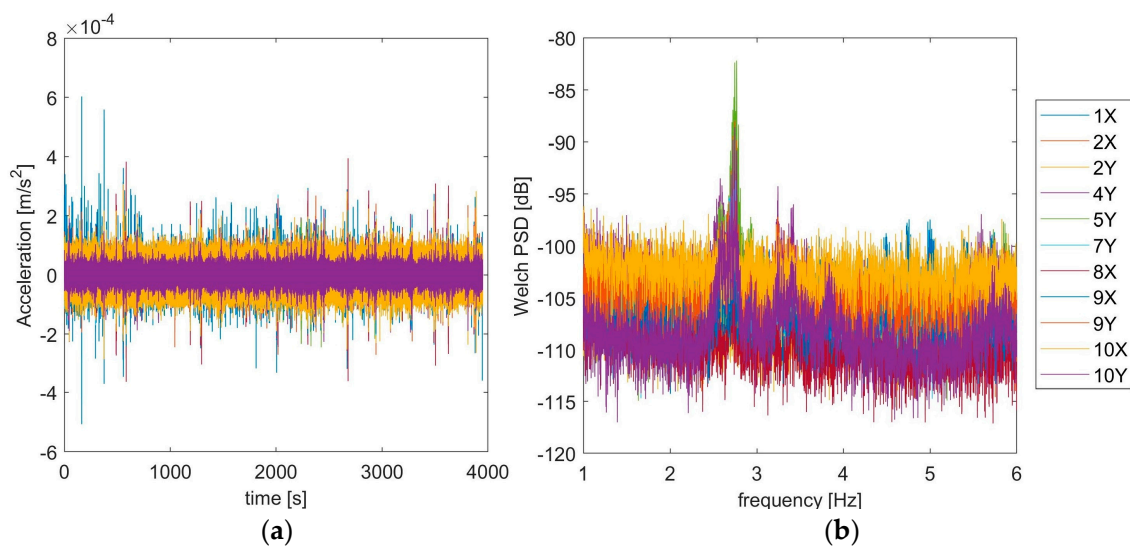 ×10⁻⁴
8
6
4
2
0
-2
-4
-6
Acceleration [m/s²]
0 1000 2000 3000 4000
time [s]
(a)
-80
-85
-90
-95
-100
-105
-110
-115
-120
Welch PSD [dB]
1 2 3 4 5 6
frequency [Hz]
(b)
1X
2X
2Y
4Y
5Y
7Y
8X
9X
9Y
10X
10Y